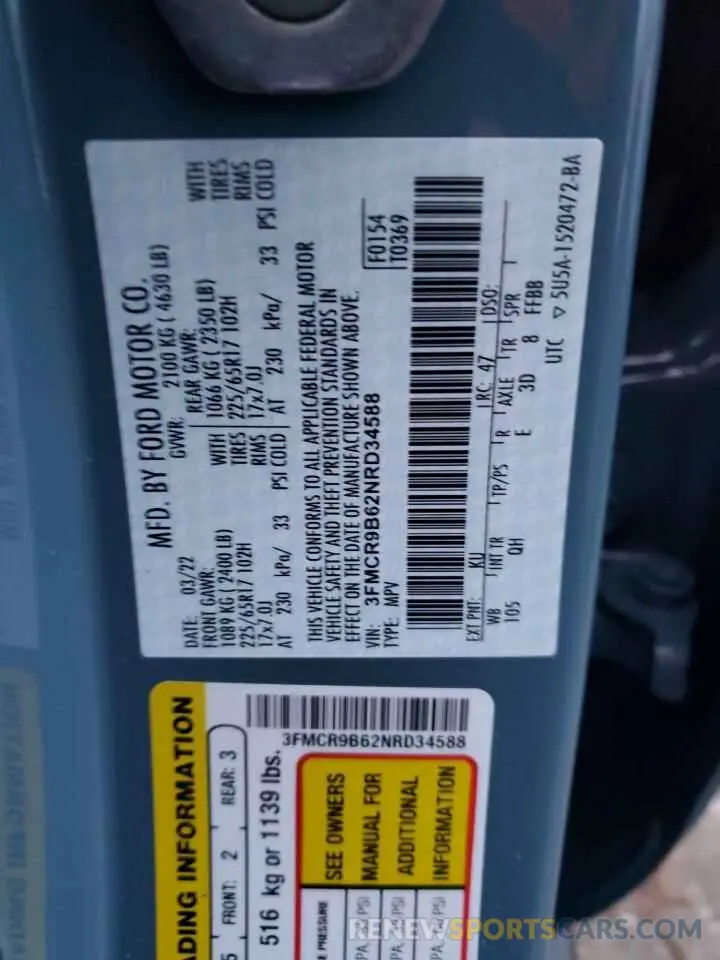 MFD. BY FORD MOTOR CO.
DATE: 03/22 GVWR: 2100 KG ( 4630 LB)
FRONT GAWR: REAR GAWR:
1089 KG ( 2400 LB) WITH 1066 KG ( 2350 LB) WITH
225/65R17 102H TIRES 225/65R17 102H TIRES
17x7.0J RIMS 17x7.0J RIMS
AT 230 kPa/ 33 PSI COLD AT 230 kPa/ 33 PSI COLD
THIS VEHICLE CONFORMS TO ALL APPLICABLE FEDERAL MOTOR
VEHICLE SAFETY AND THEFT PREVENTION STANDARDS IN
EFFECT ON THE DATE OF MANUFACTURE SHOWN ABOVE.
VIN: 3FMCR9B62NRD34588 F0154
TYPE: MPV T0369
EXT PNT: KU RC: 47 DSO:
WB INT TR TP/PS R AXLE TR SPR
105 QH E 3D 8 FFBB
UTC ▽ 5U5A-1520472-BA
ADING INFORMATION
5 FRONT: 2 REAR: 3
516 kg or 1139 lbs.
3FMCR9B62NRD34588
PRESSURE
SEE OWNERS
MANUAL FOR
ADDITIONAL
INFORMATION
RENEWSPORTSCARS.COM